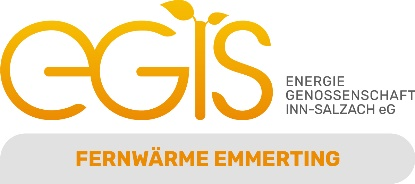 eGIS
ENERGIE
GENOSSENSCHAFT
INN-SALZACH eG
FERNWÄRME EMMERTING